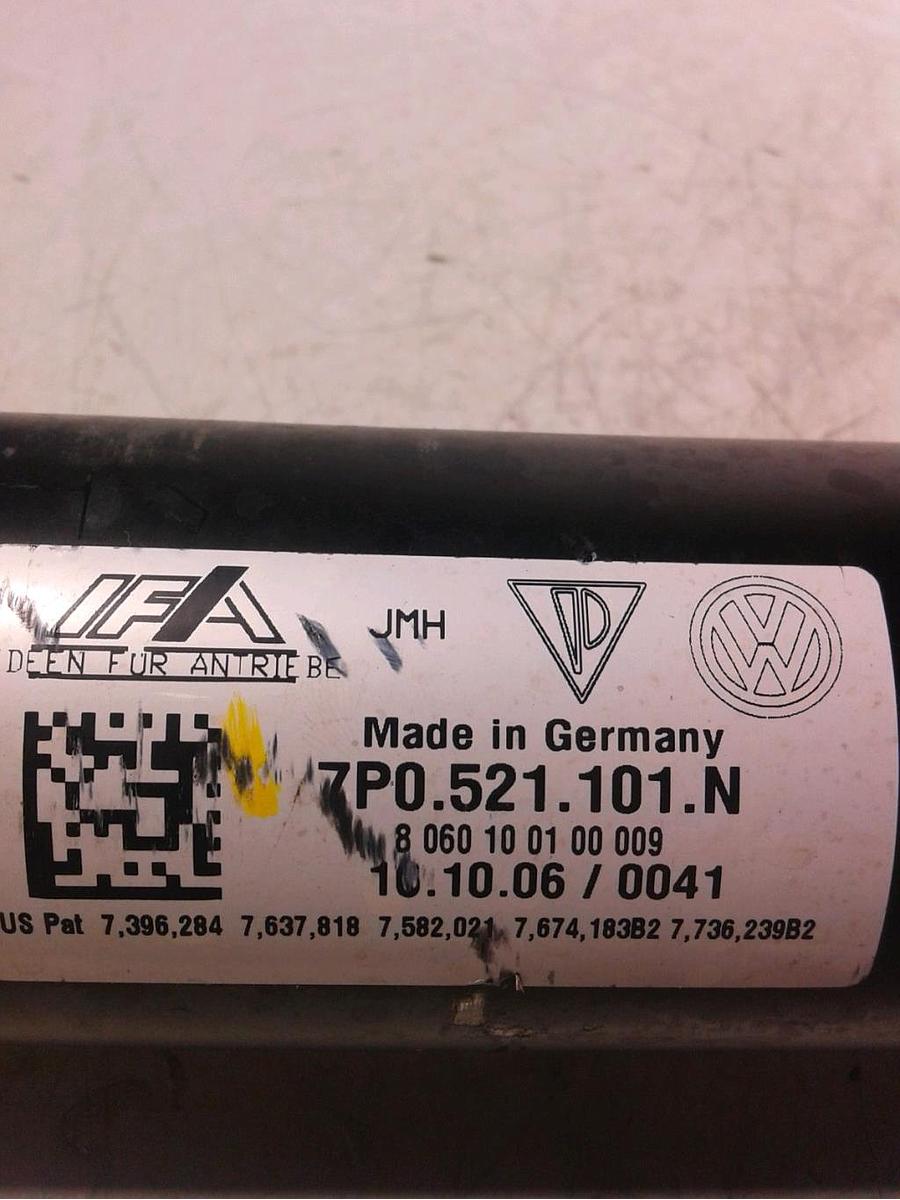 IFA
JMH
DEEN FÜR ANTRIEBE
Made in Germany
7P0.521.101.N
8 060 10 01 00 009
10.10.06 / 0041
US Pat 7,396,284 7,637,818 7,582,021 7,674,183B2 7,736,239B2